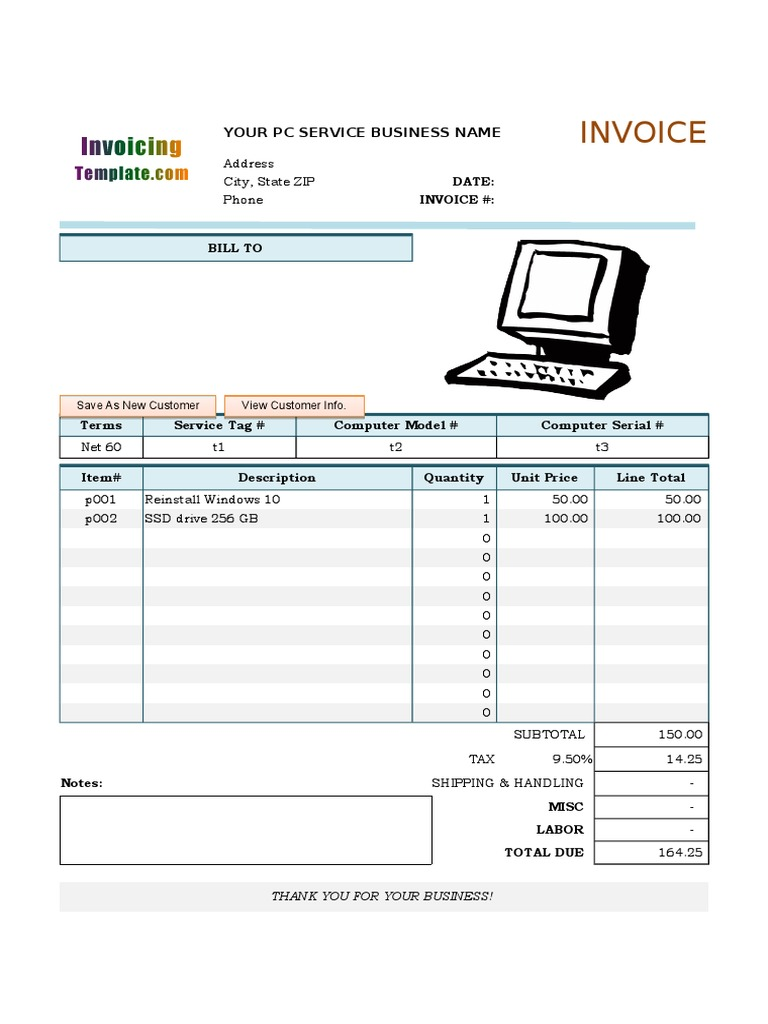 Invoicing
Template.com
YOUR PC SERVICE BUSINESS NAME
INVOICE
Address
City, State ZIP
DATE:
Phone
INVOICE #:
BILL TO
Save As New Customer
View Customer Info.
Terms Service Tag # Computer Model # Computer Serial #
Net 60 t1 t2 t3
Item# Description Quantity Unit Price Line Total
p001 Reinstall Windows 10 1 50.00 50.00
p002 SSD drive 256 GB 1 100.00 100.00
0
0
0
0
0
0
0
0
0
0
SUBTOTAL 150.00
TAX 9.50% 14.25
Notes: SHIPPING & HANDLING -
MISC -
LABOR -
TOTAL DUE 164.25
THANK YOU FOR YOUR BUSINESS!